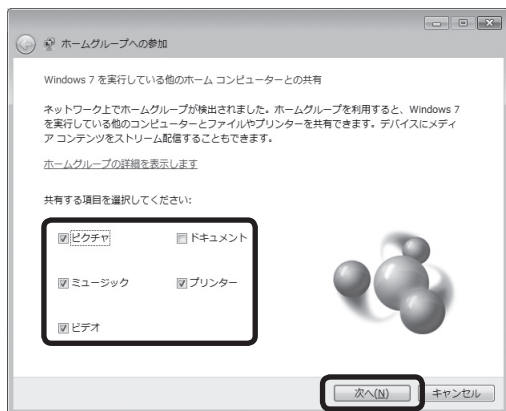 ホームグループへの参加
Windows 7 を実行している他のホーム コンピューターとの共有
ネットワーク上でホームグループが検出されました。ホームグループを利用すると、Windows 7
を実行している他のコンピューターとファイルやプリンターを共有できます。デバイスにメディ
ア コンテンツをストリーム配信することもできます。
ホームグループの詳細を表示します
共有する項目を選択してください:
ピクチャ ドキュメント
ミュージック プリンター
ビデオ
次へ(N) キャンセル